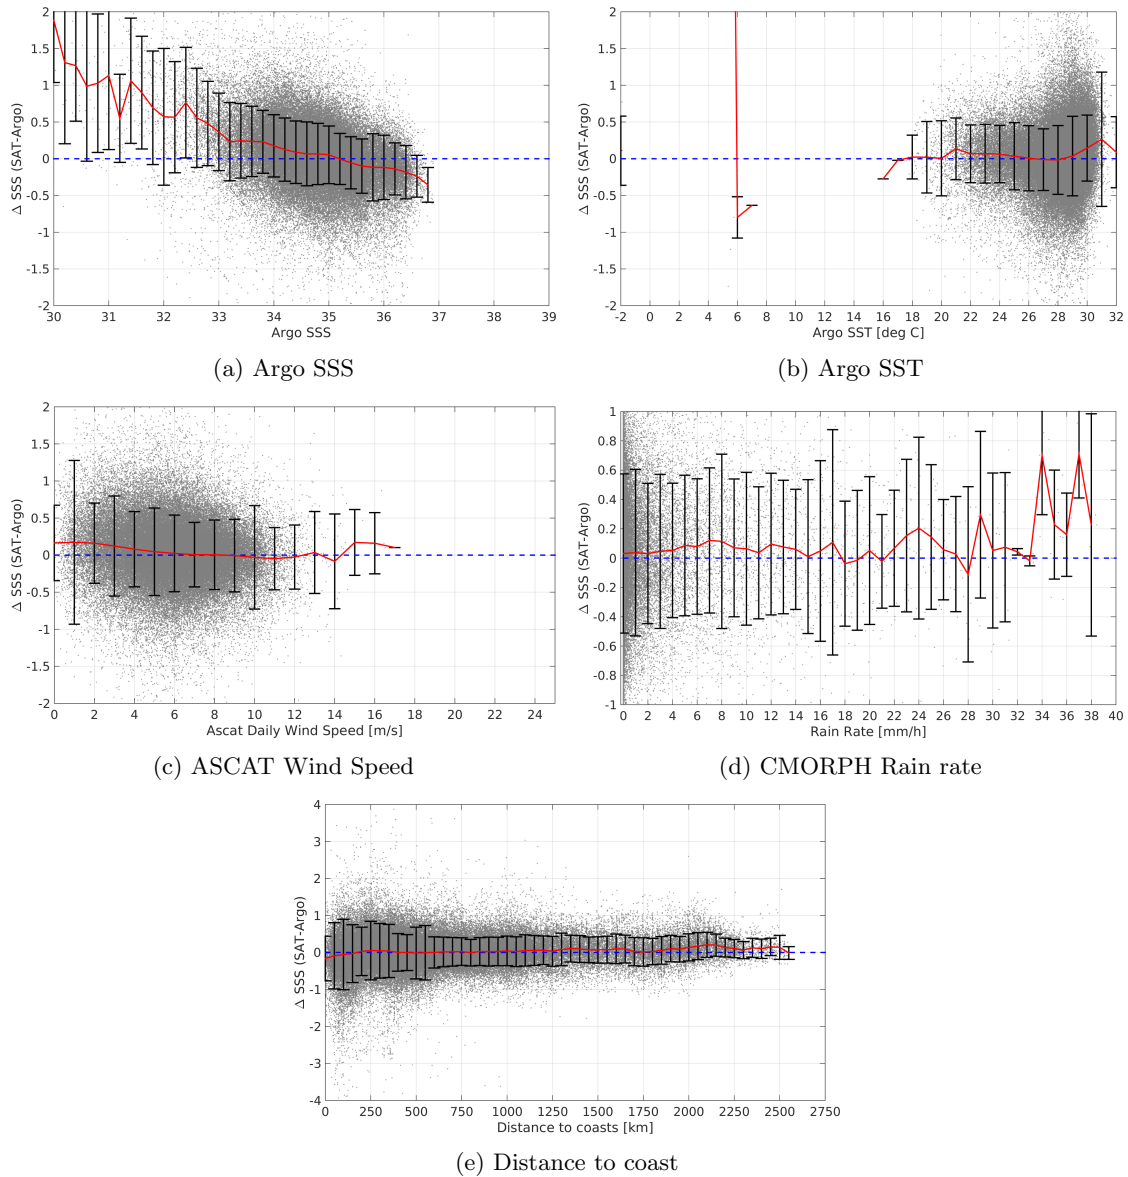 2
1.5
1
0.5
0
-0.5
-1
-1.5
-2
Δ SSS (SAT-Argo)
30 31 32 33 34 35 36 37 38 39
Argo SSS
(a) Argo SSS
2
1.5
1
0.5
0
-0.5
-1
-1.5
-2
Δ SSS (SAT-Argo)
-2 0 2 4 6 8 10 12 14 16 18 20 22 24 26 28 30 32
Argo SST [deg C]
(b) Argo SST
2
1.5
1
0.5
0
-0.5
-1
-1.5
-2
Δ SSS (SAT-Argo)
0 2 4 6 8 10 12 14 16 18 20 22 24
Ascat Daily Wind Speed [m/s]
(c) ASCAT Wind Speed
1
0.8
0.6
0.4
0.2
0
-0.2
-0.4
-0.6
-0.8
-1
Δ SSS (SAT-Argo)
0 2 4 6 8 10 12 14 16 18 20 22 24 26 28 30 32 34 36 38 40
Rain Rate [mm/h]
(d) CMORPH Rain rate
4
3
2
1
0
-1
-2
-3
-4
Δ SSS (SAT-Argo)
0 250 500 750 1000 1250 1500 1750 2000 2250 2500 2750
Distance to coasts [km]
(e) Distance to coast